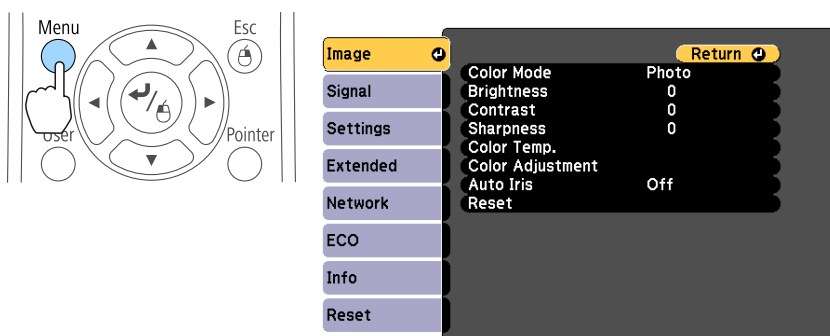 Menu
Esc
User
Pointer
Image
Signal
Settings
Extended
Network
ECO
Info
Reset
Return
Color Mode Photo
Brightness 0
Contrast 0
Sharpness 0
Color Temp.
Color Adjustment
Auto Iris Off
Reset